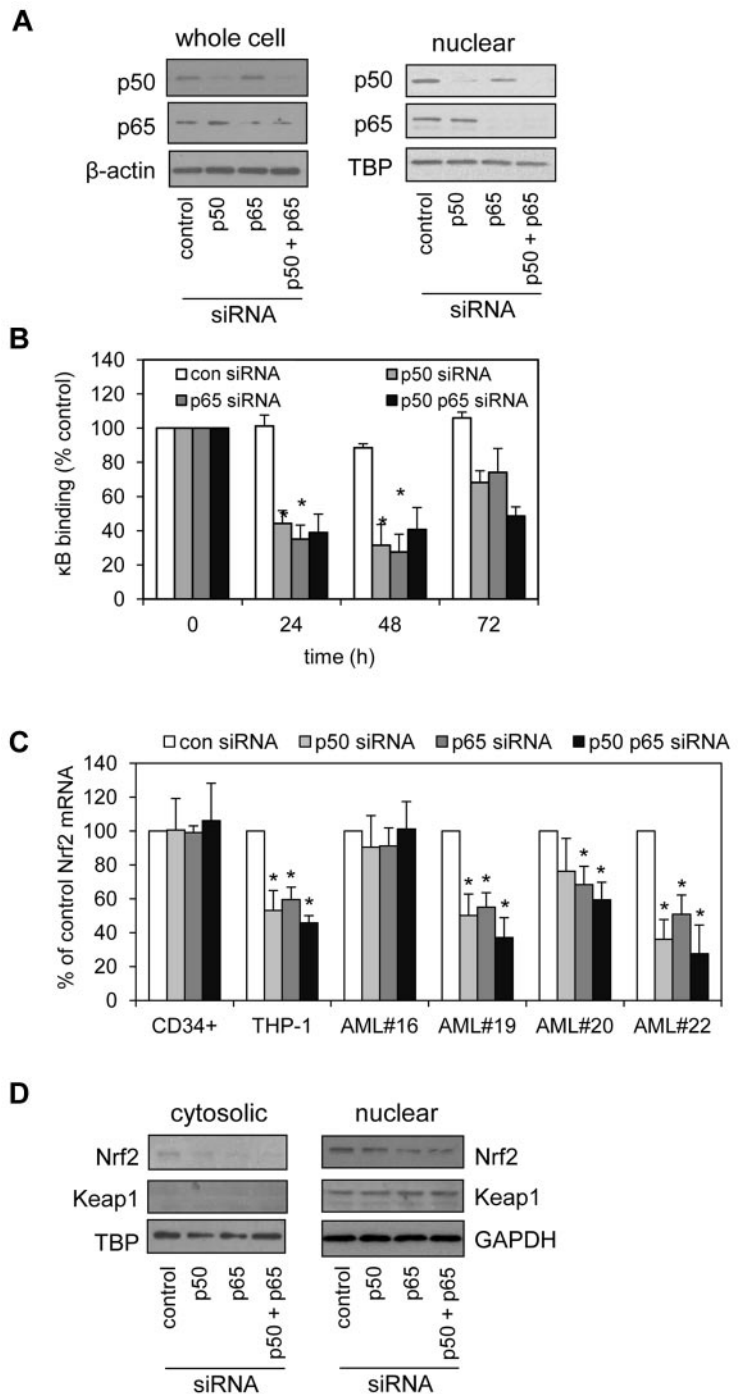 A
whole cell
nuclear
p50
p65
β-actin
p50
p65
TBP
control
p50
p65
p50 + p65
siRNA
control
p50
p65
p50 + p65
siRNA
B
κB binding (% control)
140
120
100
80
60
40
20
0
con siRNA
p50 siRNA
p65 siRNA
p50 p65 siRNA
* *
* *
0 24 48 72
time (h)
C
con siRNA p50 siRNA p65 siRNA p50 p65 siRNA
% of control Nrf2 mRNA
140
120
100
80
60
40
20
0
* * *
* * *
* *
* * *
CD34+ THP-1 AML#16 AML#19 AML#20 AML#22
D
cytosolic
nuclear
Nrf2
Keap1
TBP
Nrf2
Keap1
GAPDH
control
p50
p65
p50 + p65
siRNA
control
p50
p65
p50 + p65
siRNA